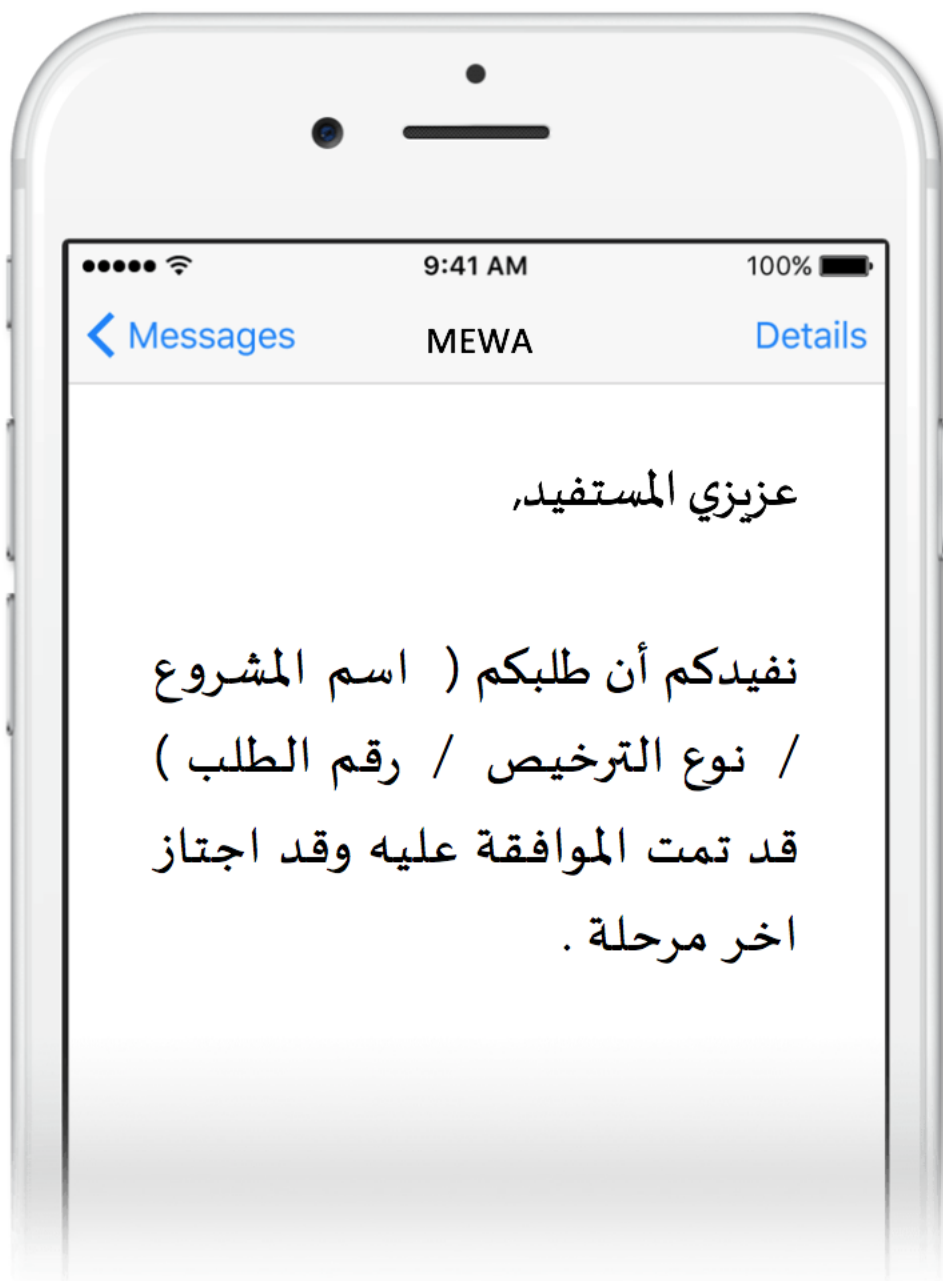 9:41 AM 100%
Messages MEWA Details
عزيزي المستفيد,
نفيدكم أن طلبكم ( اسم المشروع
/ نوع الترخيص / رقم الطلب )
قد تمت الموافقة عليه وقد اجتاز
اخر مرحلة .